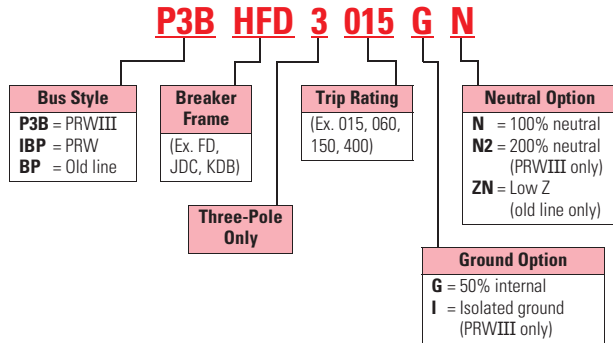 P3B HFD 3 015 G N
Bus Style
P3B = PRWIII
IBP = PRW
BP = Old line
Breaker
Frame
(Ex. FD,
JDC, KDB)
Trip Rating
(Ex. 015, 060,
150, 400)
Neutral Option
N = 100% neutral
N2 = 200% neutral
(PRWIII only)
ZN = Low Z
(old line only)
Three-Pole
Only
Ground Option
G = 50% internal
I = Isolated ground
(PRWIII only)